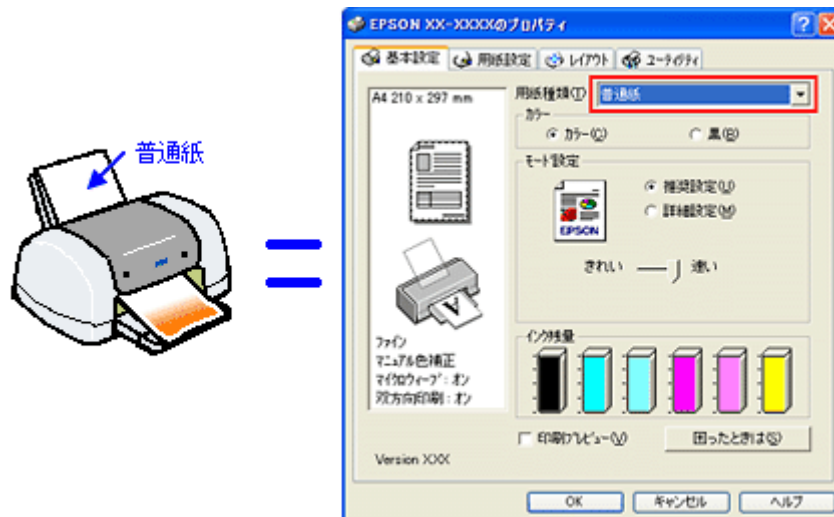 普通紙
EPSON XX-XXXXのプロパティ
基本設定 用紙設定 レイアウト ユーティリティ
A4 210 x 297 mm
用紙種類(T) 普通紙
カラー
カラー(C) 黒(B)
モード設定
推奨設定(U)
詳細設定(M)
EPSON
きれい 速い
ファイン
マニュアル色補正
マイクロウィーブ：オン
双方向印刷：オン
インク残量
印刷プレビュー(V) 困ったときは(S)
Version XXX
OK キャンセル ヘルプ